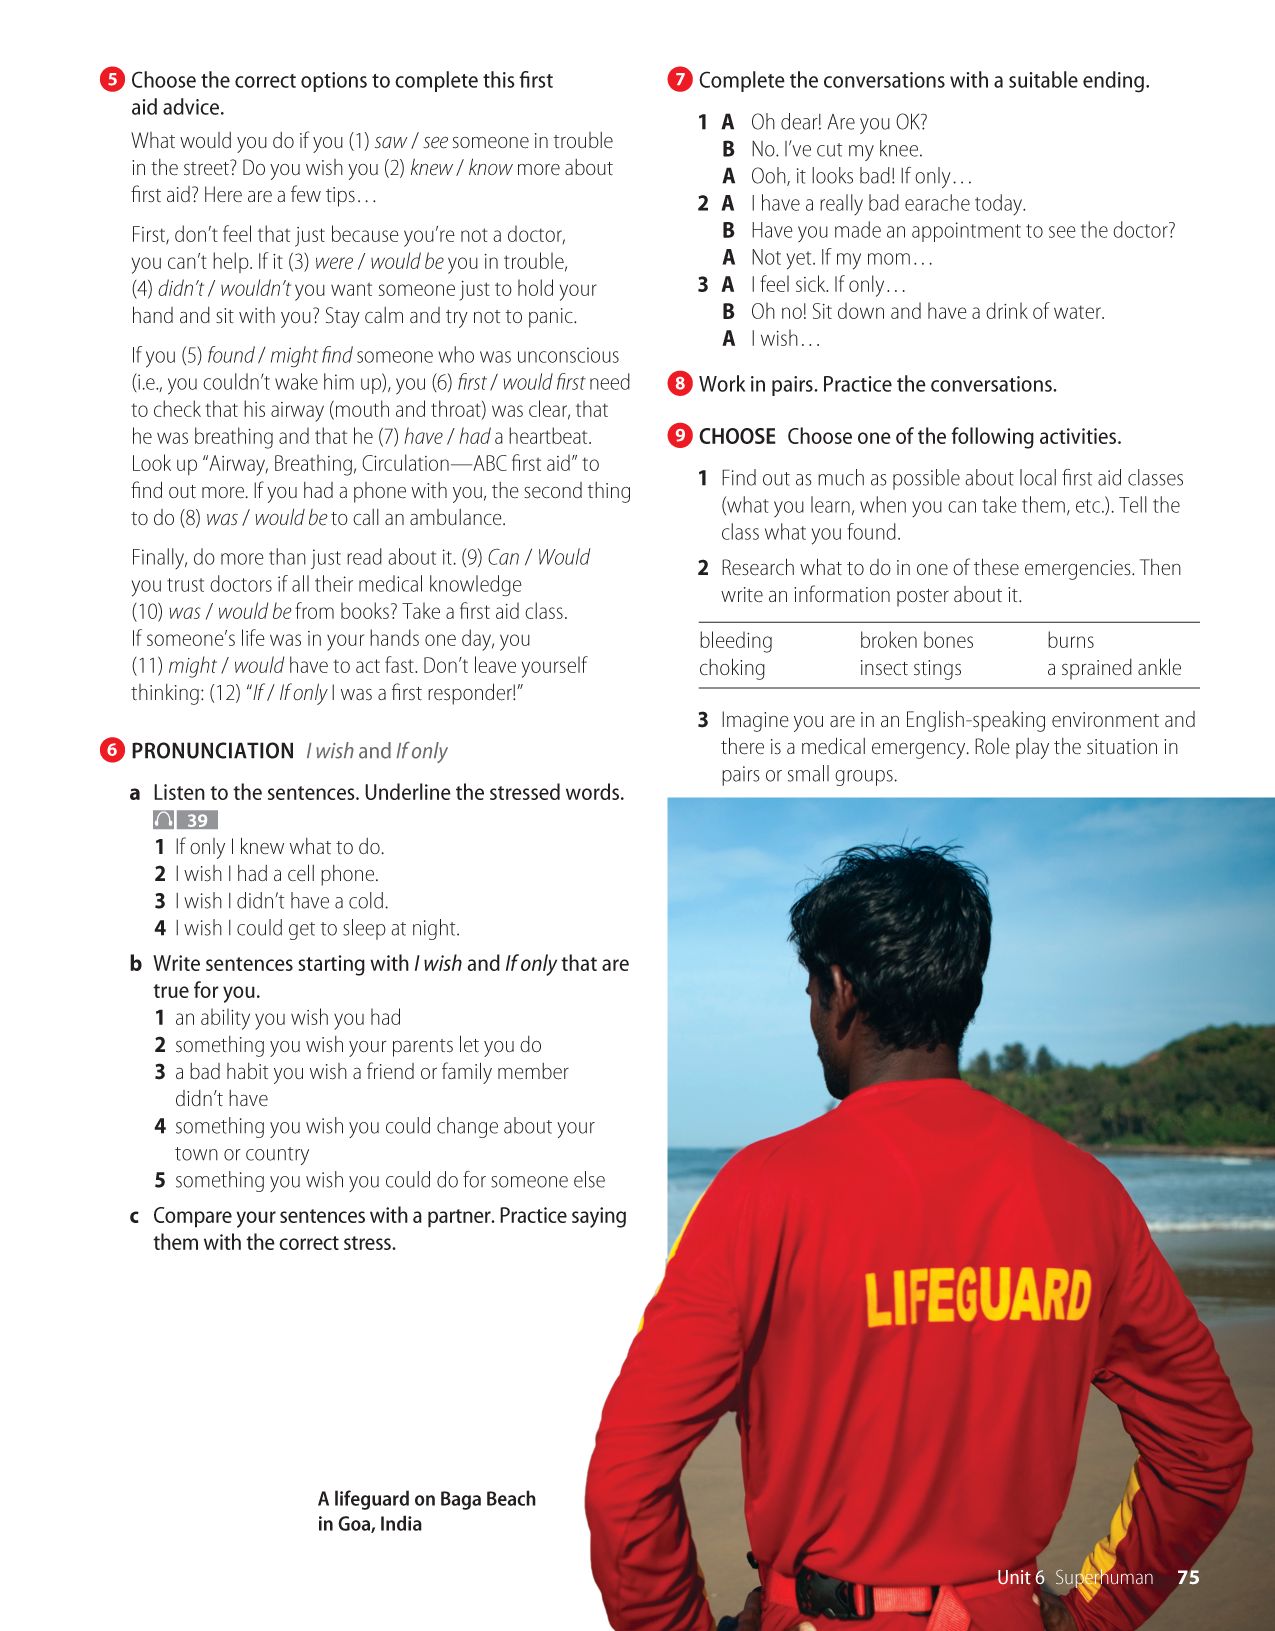 5 Choose the correct options to complete this first
aid advice.
What would you do if you (1) saw / see someone in trouble
in the street? Do you wish you (2) knew / know more about
first aid? Here are a few tips…
First, don't feel that just because you're not a doctor,
you can't help. If it (3) were / would be you in trouble,
(4) didn't / wouldn't you want someone just to hold your
hand and sit with you? Stay calm and try not to panic.
If you (5) found / might find someone who was unconscious
(i.e., you couldn't wake him up), you (6) first / would first need
to check that his airway (mouth and throat) was clear, that
he was breathing and that he (7) have / had a heartbeat.
Look up “Airway, Breathing, Circulation—ABC first aid” to
find out more. If you had a phone with you, the second thing
to do (8) was / would be to call an ambulance.
Finally, do more than just read about it. (9) Can / Would
you trust doctors if all their medical knowledge
(10) was / would be from books? Take a first aid class.
If someone's life was in your hands one day, you
(11) might / would have to act fast. Don't leave yourself
thinking: (12) “If / If only I was a first responder!”
6 PRONUNCIATION I wish and If only
a Listen to the sentences. Underline the stressed words.
39
1 If only I knew what to do.
2 I wish I had a cell phone.
3 I wish I didn't have a cold.
4 I wish I could get to sleep at night.
b Write sentences starting with I wish and If only that are
true for you.
1 an ability you wish you had
2 something you wish your parents let you do
3 a bad habit you wish a friend or family member
didn't have
4 something you wish you could change about your
town or country
5 something you wish you could do for someone else
c Compare your sentences with a partner. Practice saying
them with the correct stress.
7 Complete the conversations with a suitable ending.
1 A Oh dear! Are you OK?
B No. I've cut my knee.
A Ooh, it looks bad! If only…
2 A I have a really bad earache today.
B Have you made an appointment to see the doctor?
A Not yet. If my mom…
3 A I feel sick. If only…
B Oh no! Sit down and have a drink of water.
A I wish…
8 Work in pairs. Practice the conversations.
9 CHOOSE Choose one of the following activities.
1 Find out as much as possible about local first aid classes
(what you learn, when you can take them, etc.). Tell the
class what you found.
2 Research what to do in one of these emergencies. Then
write an information poster about it.
bleeding broken bones burns
choking insect stings a sprained ankle
3 Imagine you are in an English-speaking environment and
there is a medical emergency. Role play the situation in
pairs or small groups.
LIFEGUARD
A lifeguard on Baga Beach
in Goa, India
Unit 6 Superhuman 75